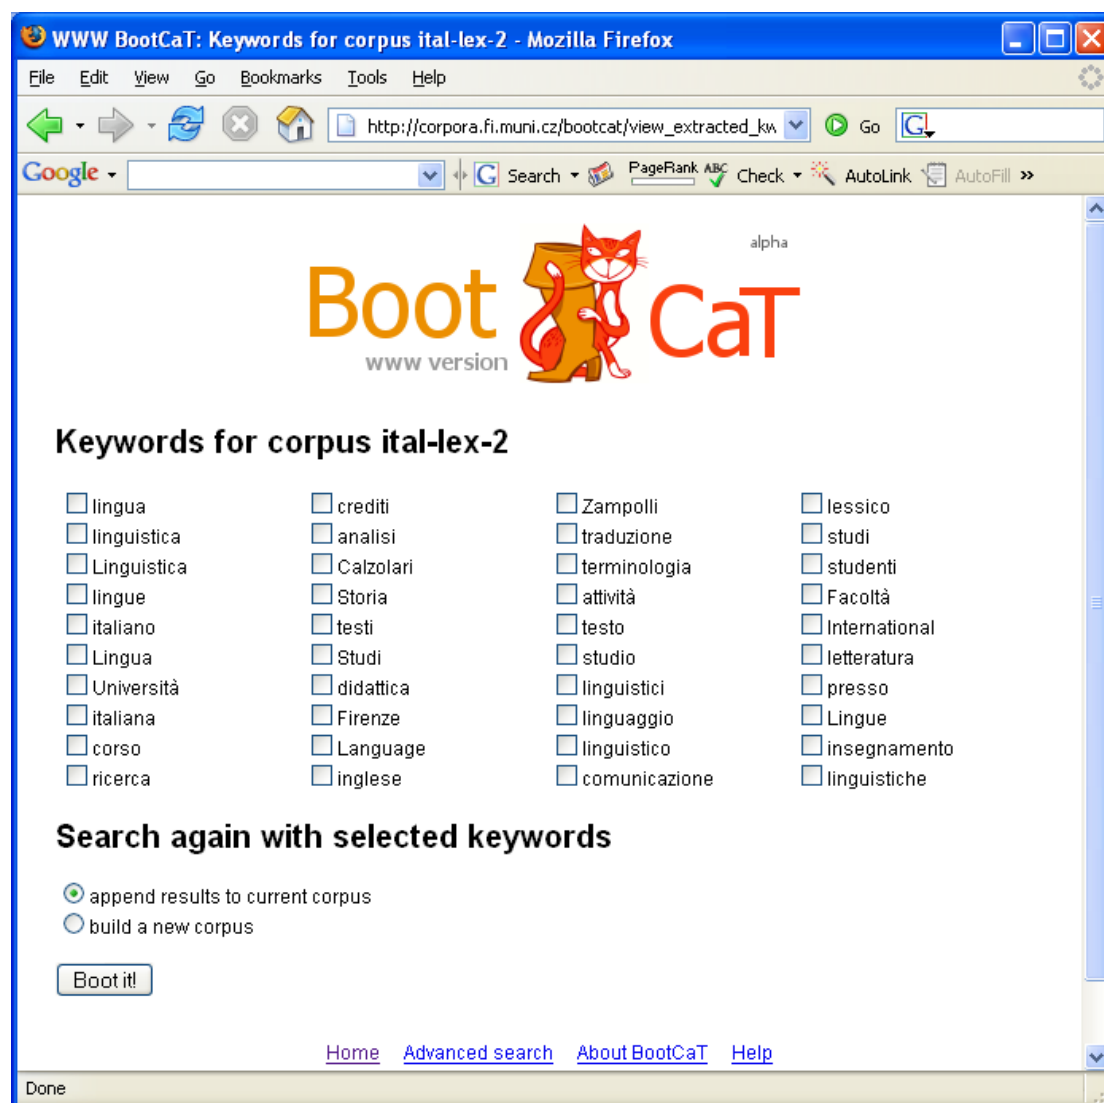 WWW BootCaT: Keywords for corpus ital-lex-2 - Mozilla Firefox
File Edit View Go Bookmarks Tools Help
http://corpora.fi.muni.cz/bootcat/view_extracted_kw Go G
Google Search PageRank ABC Check AutoLink AutoFill »
alpha
Boot CaT
www version
Keywords for corpus ital-lex-2
lingua crediti Zampolli lessico
linguistica analisi traduzione studi
Linguistica Calzolari terminologia studenti
lingue Storia attività Facoltà
italiano testi testo International
Lingua Studi studio letteratura
Università didattica linguistici presso
italiana Firenze linguaggio Lingue
corso Language linguistico insegnamento
ricerca inglese comunicazione linguistiche
Search again with selected keywords
append results to current corpus
build a new corpus
Boot it!
Home Advanced search About BootCaT Help
Done